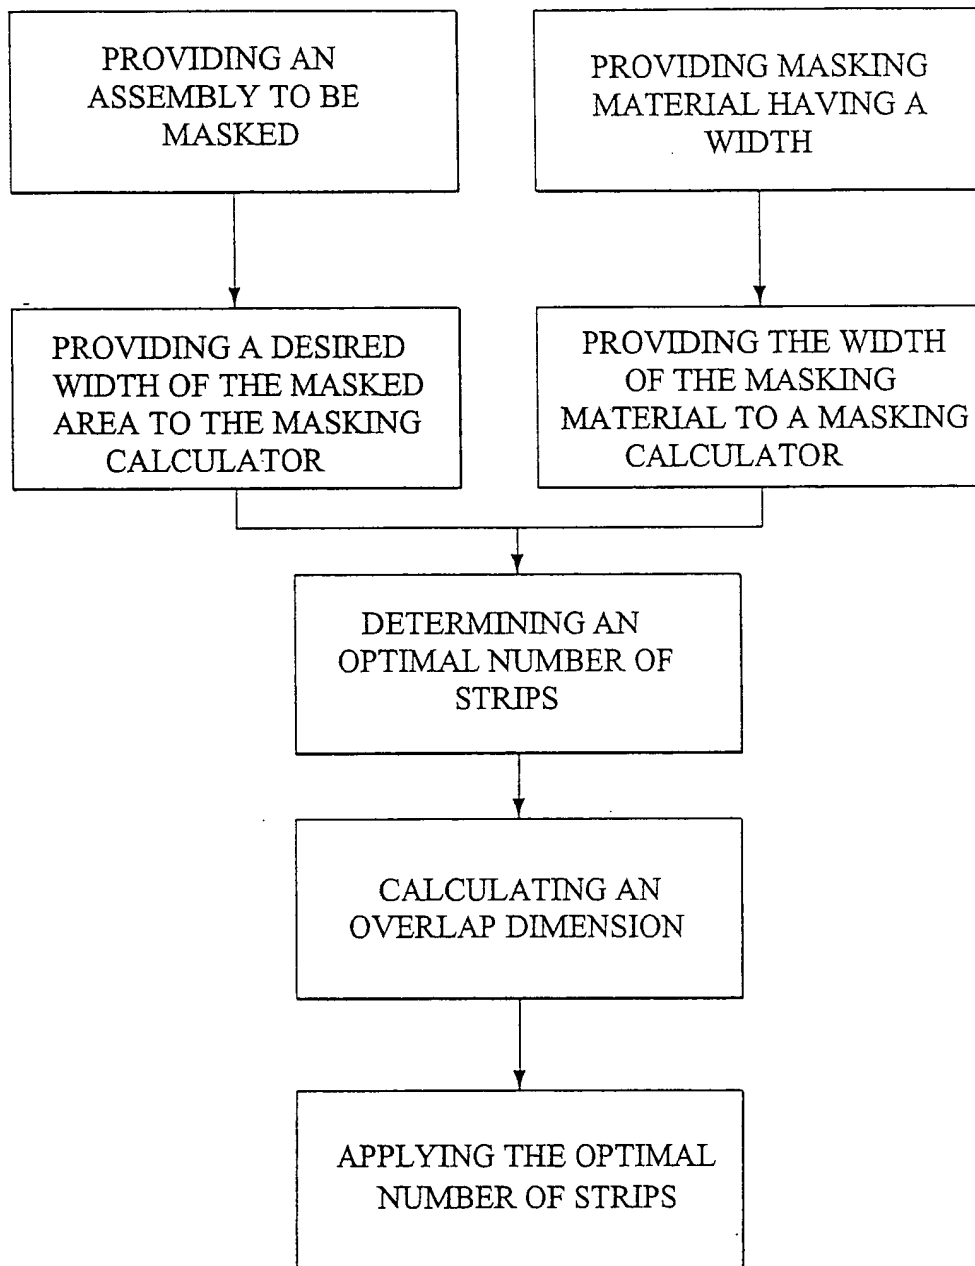 PROVIDING AN
ASSEMBLY TO BE
MASKED
PROVIDING MASKING
MATERIAL HAVING A
WIDTH
PROVIDING A DESIRED
WIDTH OF THE MASKED
AREA TO THE MASKING
CALCULATOR
PROVIDING THE WIDTH
OF THE MASKING
MATERIAL TO A MASKING
CALCULATOR
DETERMINING AN
OPTIMAL NUMBER OF
STRIPS
CALCULATING AN
OVERLAP DIMENSION
APPLYING THE OPTIMAL
NUMBER OF STRIPS